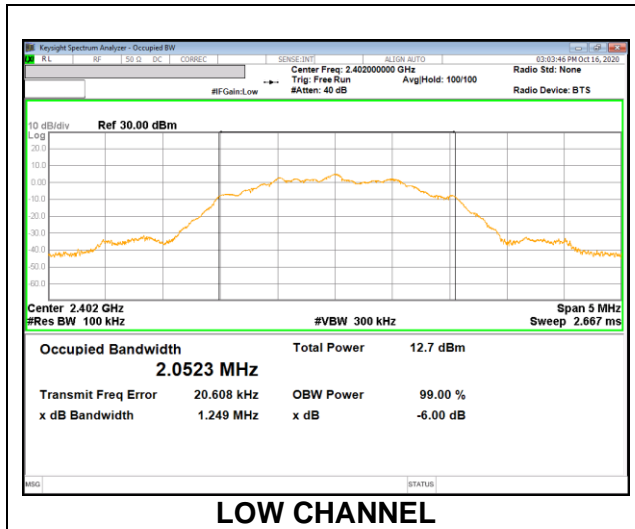 Keysight Spectrum Analyzer - Occupied BW
RL RF 50 Ω DC CORREC SENSE:INT ALIGN AUTO 03:03:46 PM Oct 16, 2020
Center Freq: 2.402000000 GHz Radio Std: None
Trig: Free Run Avg|Hold: 100/100
#IFGain:Low #Atten: 40 dB Radio Device: BTS
10 dB/div Ref 30.00 dBm
Log
20.0
10.0
0.00
-10.0
-20.0
-30.0
-40.0
-50.0
-60.0
Center 2.402 GHz Span 5 MHz
#Res BW 100 kHz #VBW 300 kHz Sweep 2.667 ms
Occupied Bandwidth Total Power 12.7 dBm
2.0523 MHz
Transmit Freq Error 20.608 kHz OBW Power 99.00 %
x dB Bandwidth 1.249 MHz x dB -6.00 dB
MSG STATUS
LOW CHANNEL